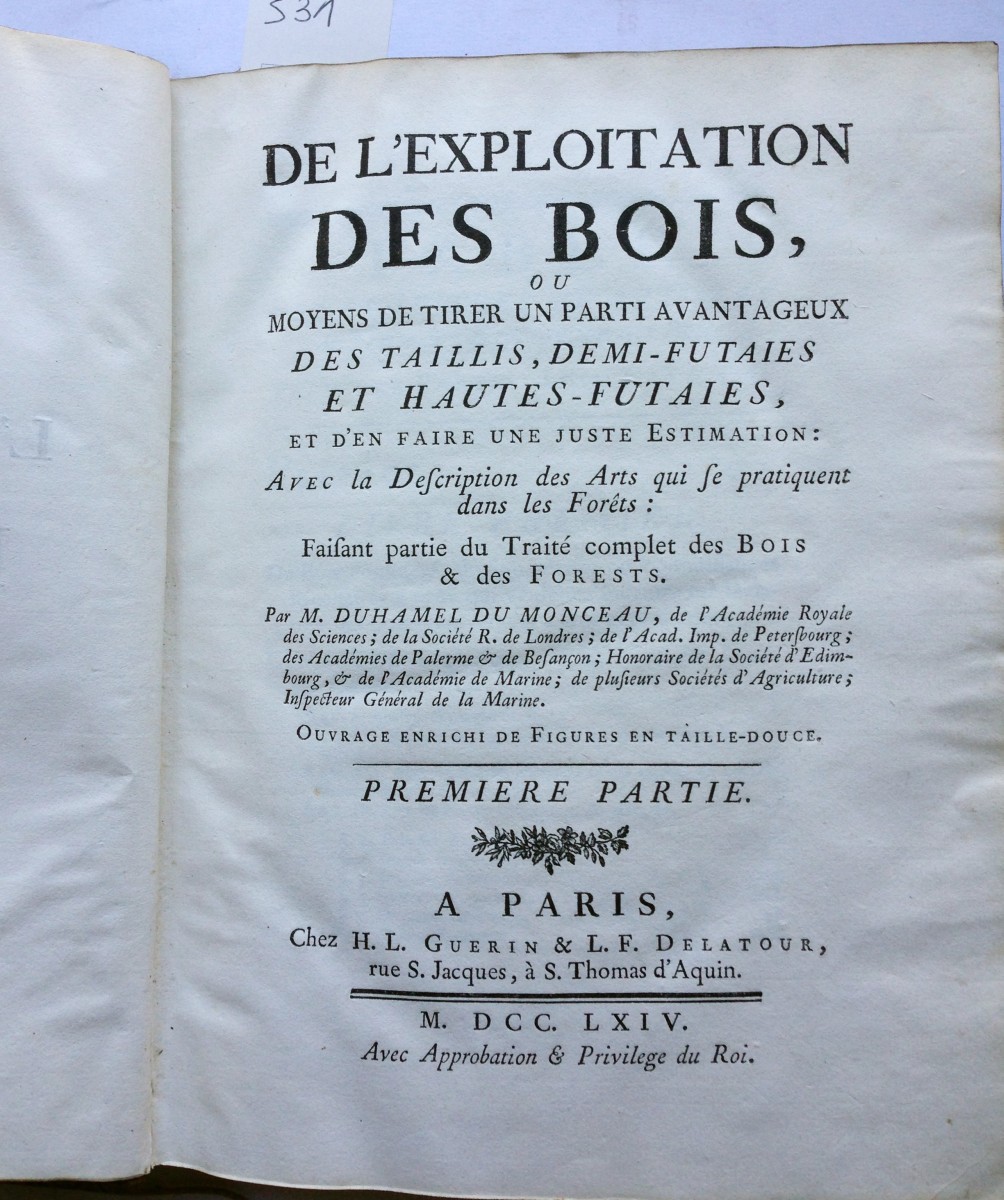 531
DE L'EXPLOITATION
DES BOIS,
OU
MOYENS DE TIRER UN PARTI AVANTAGEUX
DES TAILLIS, DEMI-FUTAIES
ET HAUTES-FUTAIES,
ET D'EN FAIRE UNE JUSTE ESTIMATION:
AVEC la Deſcription des Arts qui ſe pratiquent
dans les Forêts :
Faiſant partie du Traité complet des BOIS
& des FORESTS.
Par M. DUHAMEL DU MONCEAU, de l'Académie Royale
des Sciences ; de la Société R. de Londres ; de l'Acad. Imp. de Peterſbourg ;
des Académies de Palerme & de Beſançon ; Honoraire de la Société d'Edim-
bourg, & de l'Académie de Marine ; de pluſieurs Sociétés d'Agriculture ;
Inſpecteur Général de la Marine.
OUVRAGE ENRICHI DE FIGURES EN TAILLE-DOUCE.
PREMIERE PARTIE.
A PARIS,
Chez H. L. GUERIN & L. F. DELATOUR,
rue S. Jacques, à S. Thomas d'Aquin.
M. DCC. LXIV.
Avec Approbation & Privilege du Roi.